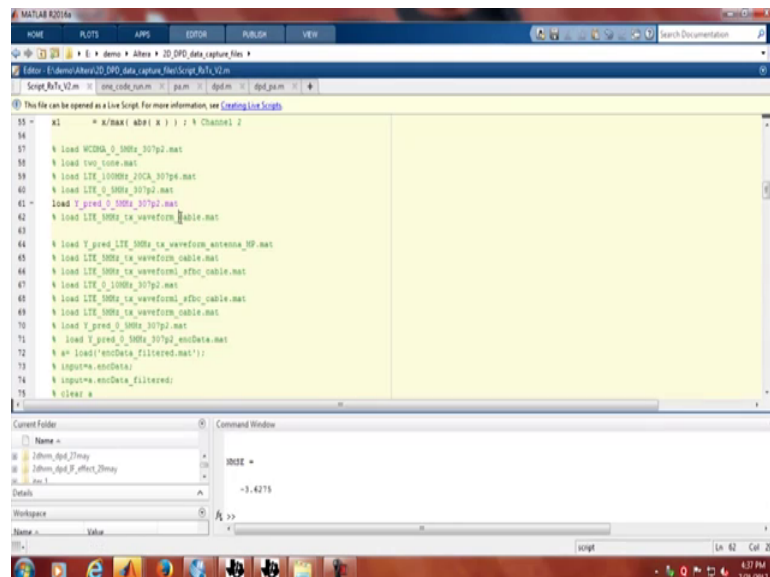 MATLAB R2016a
HOME PLOTS APPS EDITOR PUBLISH VIEW Search Documentation
E: demo Altera 2D_DPD_data_capture_files
Editor - E:\demo\Altera\2D_DPD_data_capture_files\Script_RxTx_V2.m
Script_RxTx_V2.m one_code_run.m pa.m dpd.m dpd_pa.m
This file can be opened as a Live Script. For more information, see Creating Live Scripts.
55 - x1 = x/max( abs( x ) ) ; % Channel 2
56
57 % load WCDMA_0_5MHz_307p2.mat
58 % load two_tone.mat
59 % load LTE_100MHz_20CA_307p6.mat
60 % load LTE_0_5MHz_307p2.mat
61 - load Y_pred_0_5MHz_307p2.mat
62 % load LTE_5MHz_tx_waveform_cable.mat
63
64 % load Y_pred_LTE_5MHz_tx_waveform_antenna_MP.mat
65 % load LTE_5MHz_tx_waveform_cable.mat
66 % load LTE_5MHz_tx_waveform1_sfbc_cable.mat
67 % load LTE_0_10MHz_307p2.mat
68 % load LTE_5MHz_tx_waveform1_sfbc_cable.mat
69 % load LTE_5MHz_tx_waveform_cable.mat
70 % load Y_pred_0_5MHz_307p2.mat
71 % load Y_pred_0_5MHz_307p2_encData.mat
72 % a= load('encData_filtered.mat');
73 % input=a.encData;
74 % input=a.encData_filtered;
75 % clear a
Current Folder Command Window
Name
2dhrm_dpd_27may
2dhrm_dpd_IF_effect_29may
NMSE =
Details
-3.6275
Workspace
fx >>
Name Value
script Ln 62 Col
4:37 PM